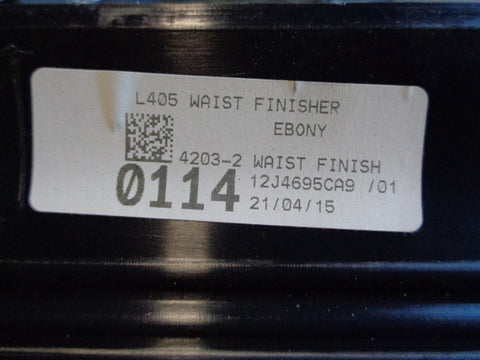 L405 WAIST FINISHER
EBONY
4203-2 WAIST FINISH
0114 12J4695CA9 /01
21/04/15